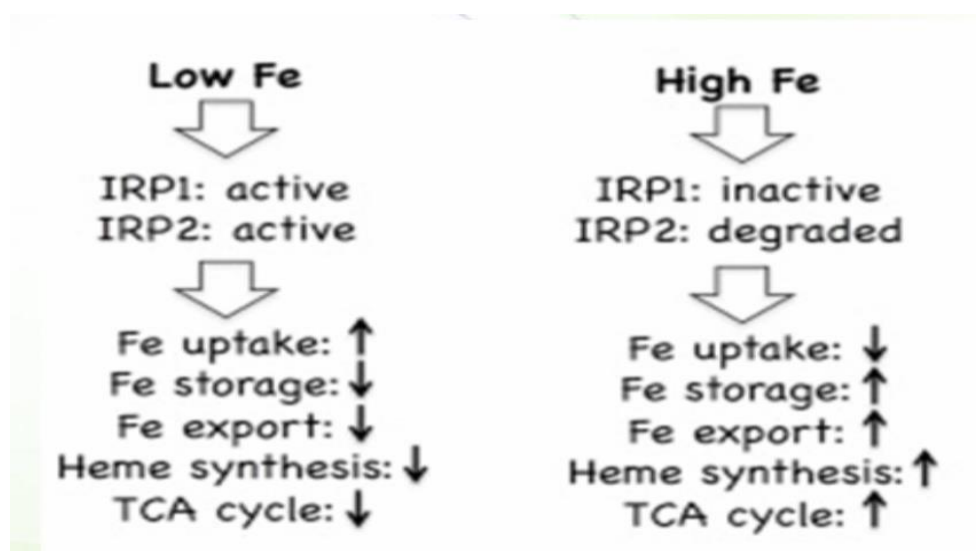 Low Fe
IRP1: active
IRP2: active
Fe uptake: ↑
Fe storage: ↓
Fe export: ↓
Heme synthesis: ↓
TCA cycle: ↓
High Fe
IRP1: inactive
IRP2: degraded
Fe uptake: ↓
Fe storage: ↑
Fe export: ↑
Heme synthesis: ↑
TCA cycle: ↑